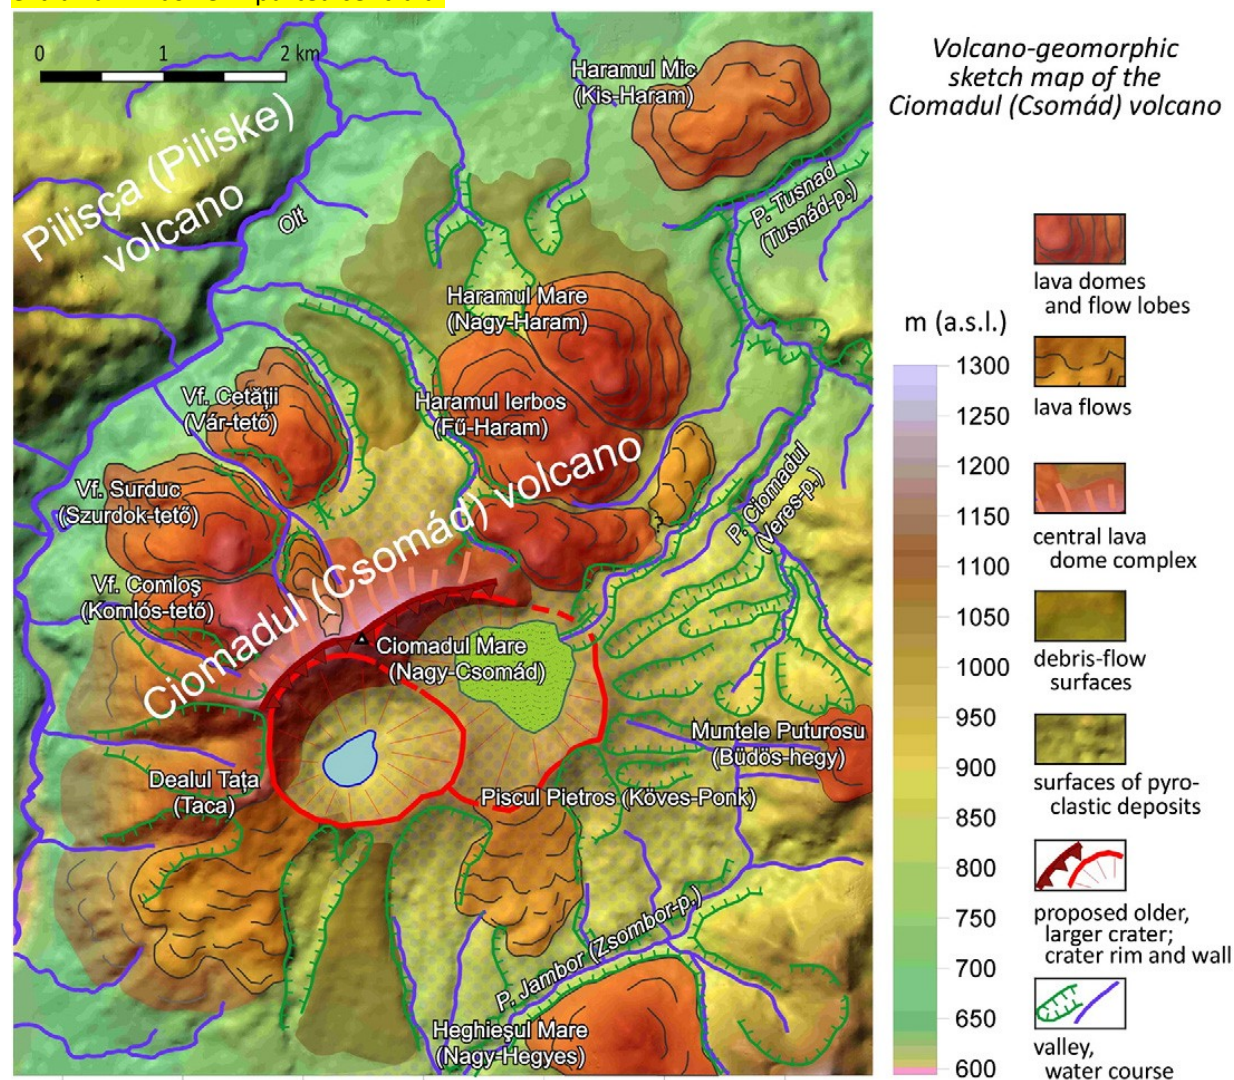 0 1 2 km
Haramul Mic
(Kis-Haram)
Pilisça (Piliske)
volcano
Olt
P. Tusnad
(Tusnád-p.)
Haramul Mare
(Nagy-Haram)
Vf. Cetății
(Vár-tető)
Haramul Ierbos
(Fű-Haram)
Vf. Surduc
(Szurdok-tető)
P. Ciomadul
(Veres-p.)
Vf. Comloş
(Komlós-tető)
Ciomadul (Csomád) volcano
Ciomadul Mare
(Nagy-Csomád)
Muntele Puturosu
(Büdös-hegy)
Dealul Taţa
(Taca)
Piscul Pietros (Köves-Ponk)
P. Jambor (Zsombor-p.)
Heghieşul Mare
(Nagy-Hegyes)
Volcano-geomorphic
sketch map of the
Ciomadul (Csomád) volcano
m (a.s.l.)
1300
1250
1200
1150
1100
1050
1000
950
900
850
800
750
700
650
600
lava domes
and flow lobes
lava flows
central lava
dome complex
debris-flow
surfaces
surfaces of pyro-
clastic deposits
proposed older,
larger crater;
crater rim and wall
valley,
water course